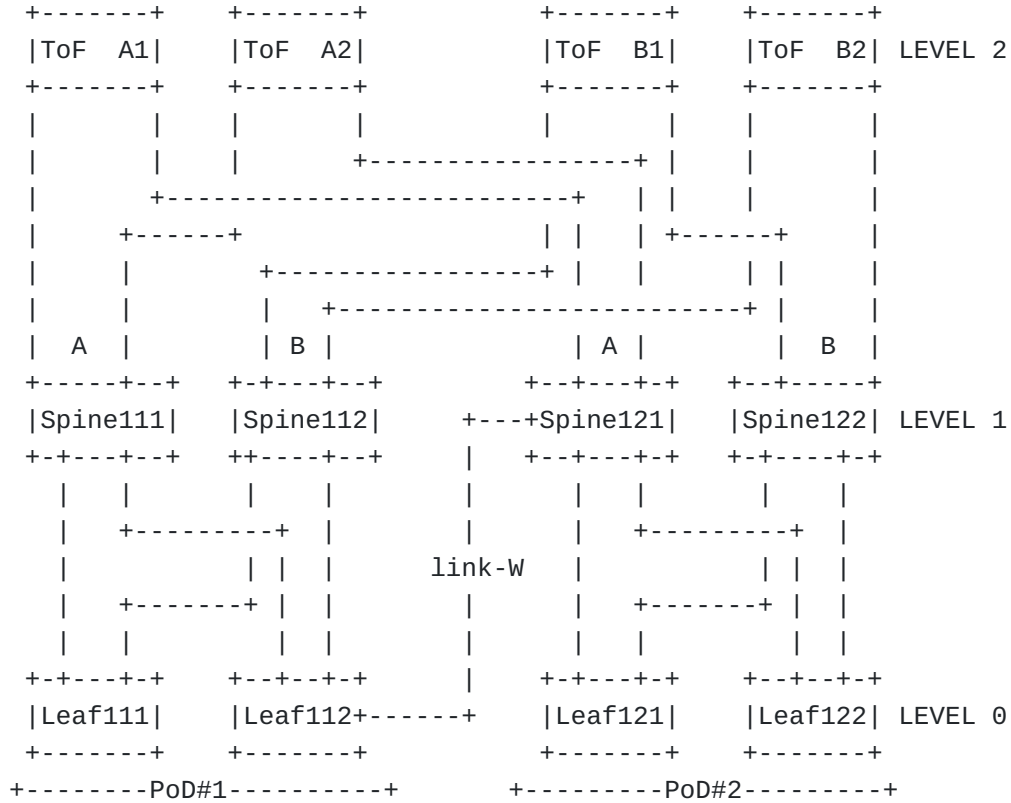 ToF A1 ToF A2 ToF B1 ToF B2 LEVEL 2
A B A B
Spine111 Spine112 Spine121 Spine122 LEVEL 1
link-W
Leaf111 Leaf112 Leaf121 Leaf122 LEVEL 0
PoD#1 PoD#2